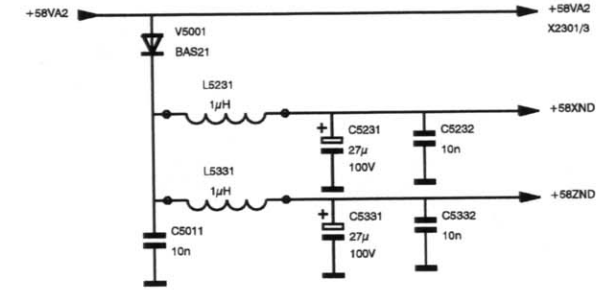 +58VA2
+58VA2
X2301/3
V5001
BAS21
L5231
1μH
+58XND
+
C5231
27μ
100V
C5232
10n
L5331
1μH
+58ZND
+
C5331
27μ
100V
C5332
10n
C5011
10n